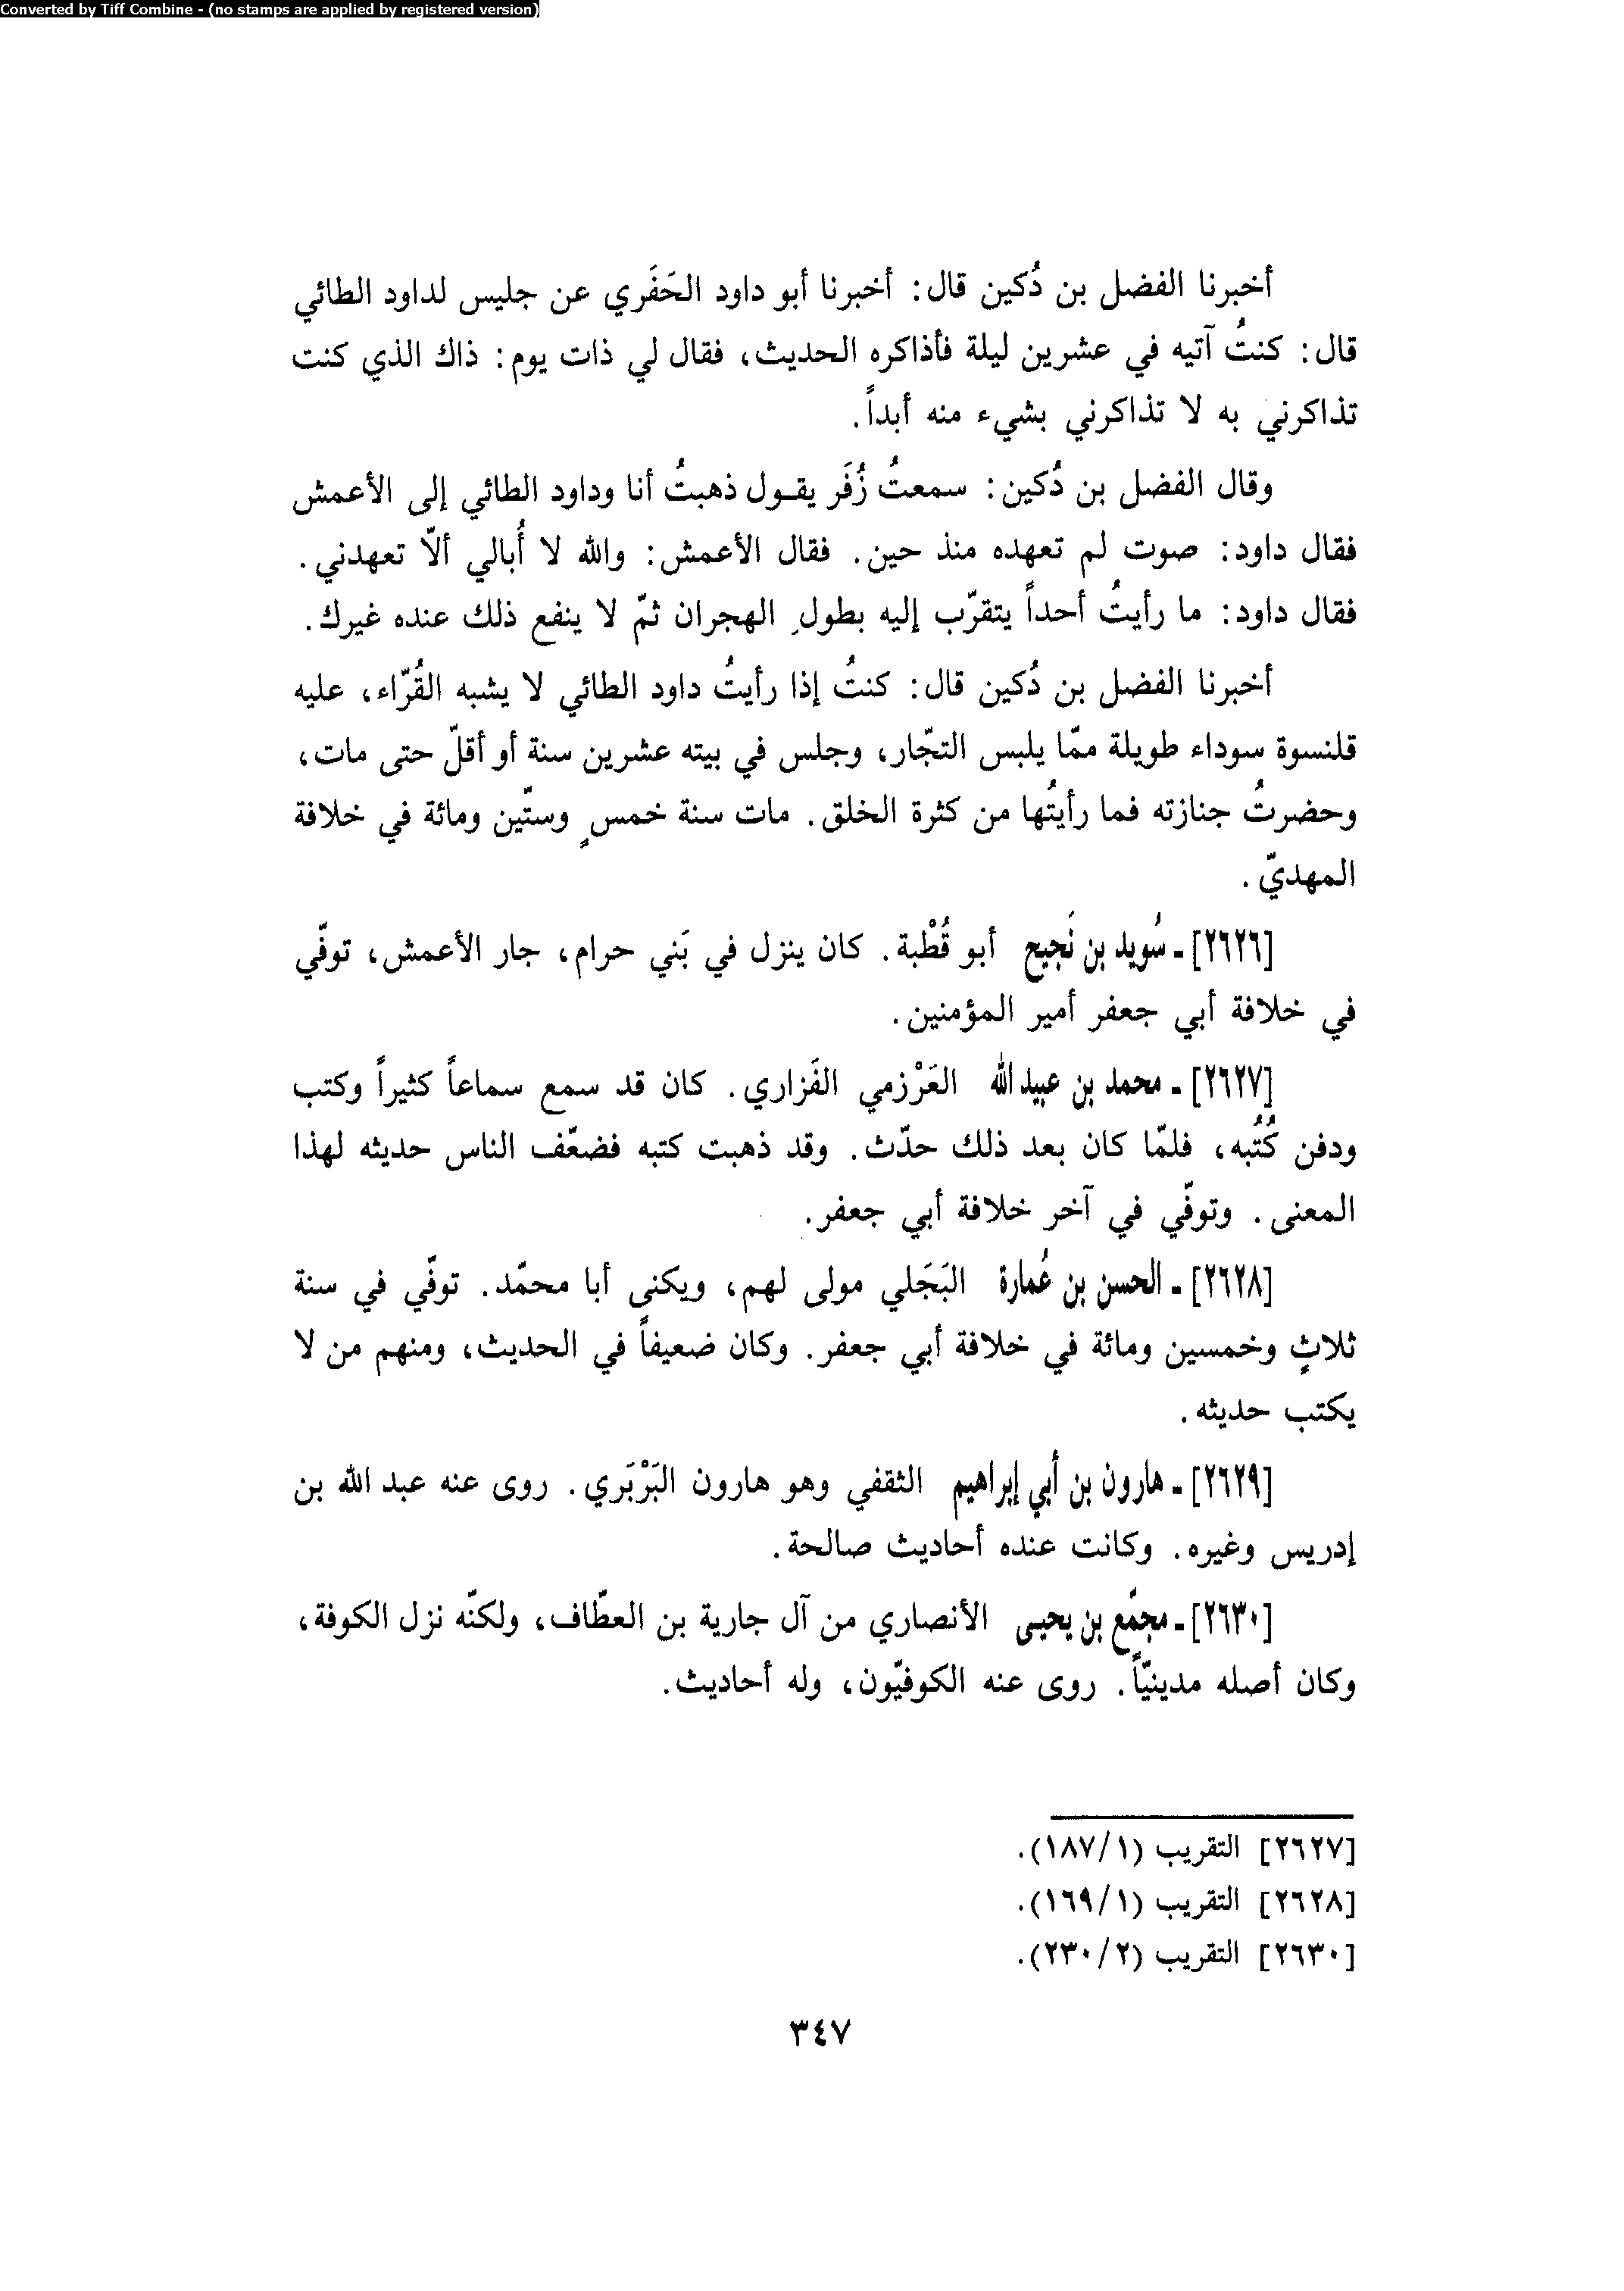 Converted by Tiff Combine - (no stamps are applied by registered version)
أخبرنا الفضل بن دُكين قال: أخبرنا أبو داود الحَفَري عن جليس لداود الطائي
قال: كنتُ آتيه في عشرين ليلة فأذاكره الحديث، فقال لي ذات يوم: ذاك الذي كنت
تذاكرني به لا تذاكرني بشيء منه أبداً.
وقال الفضل بن دُكين: سمعتُ زُفَر يقول ذهبتُ أنا وداود الطائي إلى الأعمش
فقال داود: صوت لم تعهده منذ حين. فقال الأعمش: والله لا أُبالي ألّا تعهدني.
فقال داود: ما رأيتُ أحداً يتقرّب إليه بطولِ الهجران ثمّ لا ينفع ذلك عنده غيرك.
أخبرنا الفضل بن دُكين قال: كنتُ إذا رأيتُ داود الطائي لا يشبه القُرّاء، عليه
قلنسوة سوداء طويلة ممّا يلبس التجّار، وجلس في بيته عشرين سنة أو أقلّ حتى مات،
وحضرتُ جنازته فما رأيتُها من كثرة الخلق. مات سنة خمسٍ وستّين ومائة في خلافة
المهديّ.
[٢٦٢٦] ـ سُويد بن نَجيح أبو قُطْبة. كان ينزل في بَني حرام، جار الأعمش، توفّي
في خلافة أبي جعفر أمير المؤمنين.
[٢٦٢٧] ـ محمد بن عبيد الله العَرْزمي الفَزاري. كان قد سمع سماعاً كثيراً وكتب
ودفن كُتُبه، فلمّا كان بعد ذلك حدّث. وقد ذهبت كتبه فضعّف الناس حديثه لهذا
المعنى. وتوفّي في آخر خلافة أبي جعفر.
[٢٦٢٨] ـ الحسن بن عُمارة البَجَلي مولى لهم، ويكنى أبا محمّد. توفّي في سنة
ثلاثٍ وخمسين ومائة في خلافة أبي جعفر. وكان ضعيفاً في الحديث، ومنهم من لا
يكتب حديثه.
[٢٦٢٩] ـ هارون بن أبي إبراهيم الثقفي وهو هارون البَرْبَري. روى عنه عبد الله بن
إدريس وغيره. وكانت عنده أحاديث صالحة.
[٢٦٣٠] ـ مجمّع بن يحيى الأنصاري من آل جارية بن العطّاف، ولكنّه نزل الكوفة،
وكان أصله مدينيّاً. روى عنه الكوفيّون، وله أحاديث.
[٢٦٢٧] التقريب (١/ ١٨٧).
[٢٦٢٨] التقريب (١/ ١٦٩).
[٢٦٣٠] التقريب (٢/ ٢٣٠).
٣٤٧